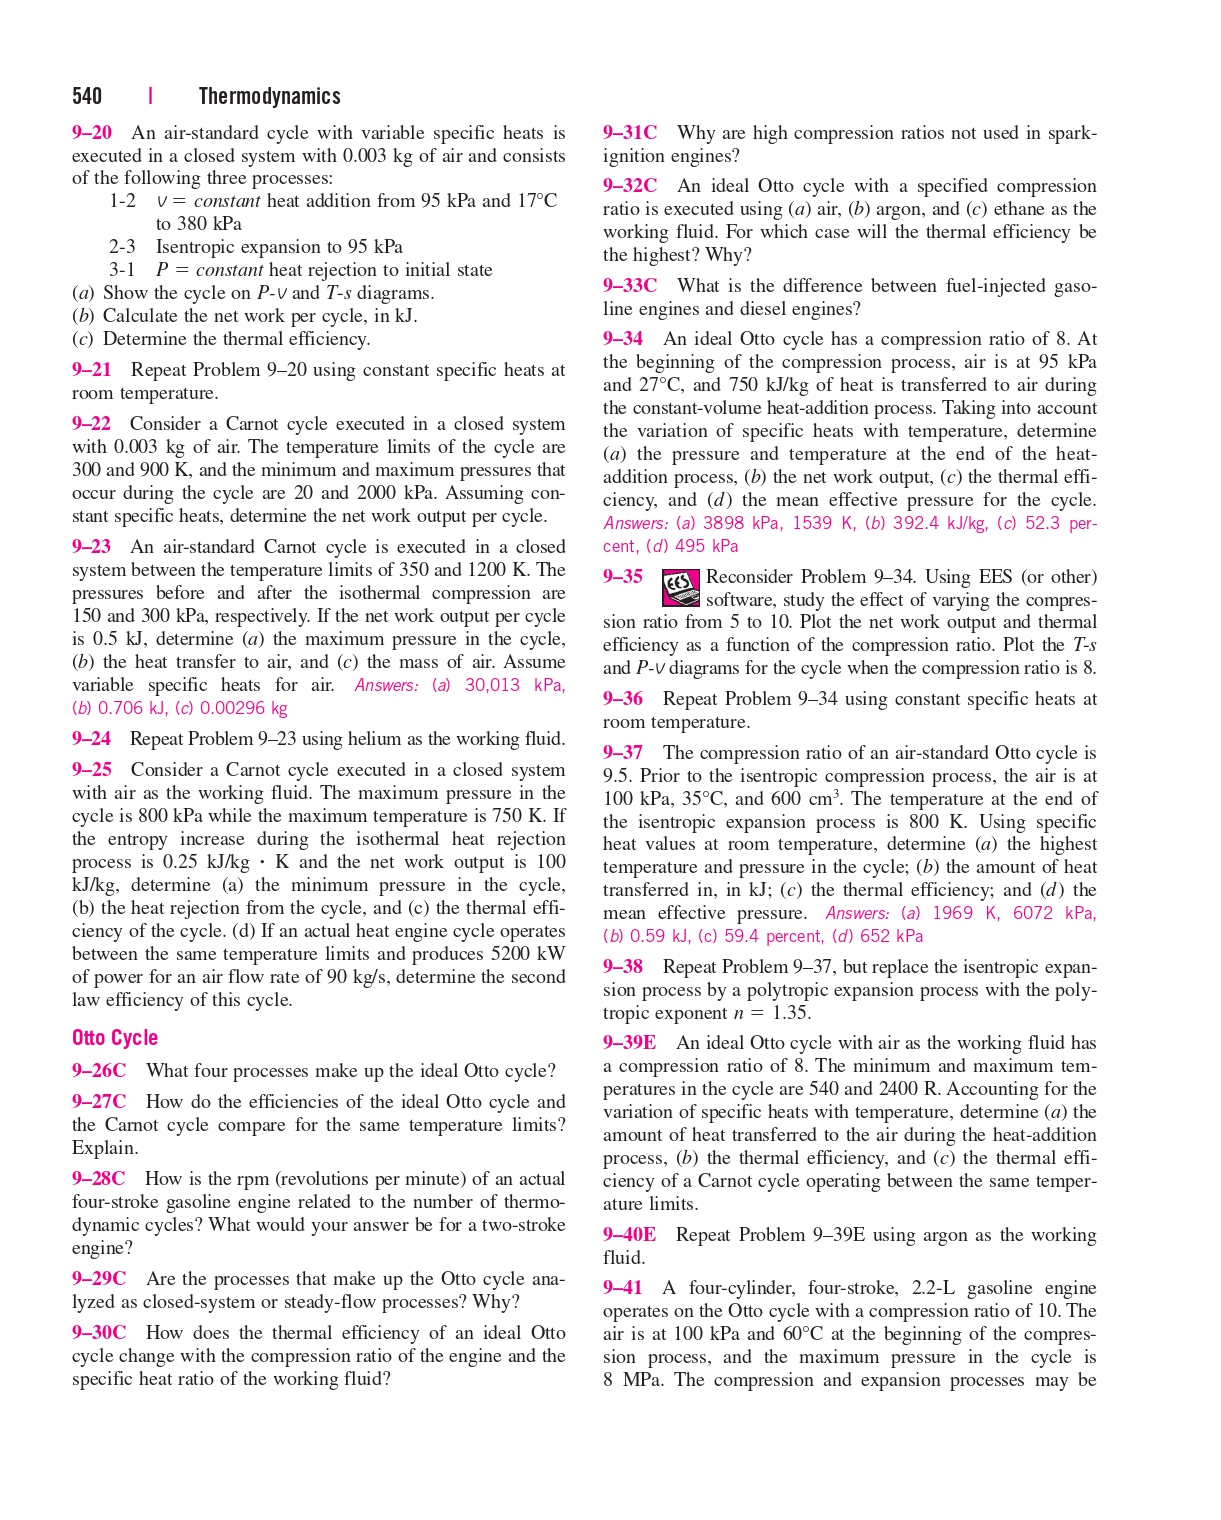 540 | Thermodynamics
9–20 An air-standard cycle with variable specific heats is
executed in a closed system with 0.003 kg of air and consists
of the following three processes:
1-2 v = constant heat addition from 95 kPa and 17°C
to 380 kPa
2-3 Isentropic expansion to 95 kPa
3-1 P = constant heat rejection to initial state
(a) Show the cycle on P-v and T-s diagrams.
(b) Calculate the net work per cycle, in kJ.
(c) Determine the thermal efficiency.
9–21 Repeat Problem 9–20 using constant specific heats at
room temperature.
9–22 Consider a Carnot cycle executed in a closed system
with 0.003 kg of air. The temperature limits of the cycle are
300 and 900 K, and the minimum and maximum pressures that
occur during the cycle are 20 and 2000 kPa. Assuming con-
stant specific heats, determine the net work output per cycle.
9–23 An air-standard Carnot cycle is executed in a closed
system between the temperature limits of 350 and 1200 K. The
pressures before and after the isothermal compression are
150 and 300 kPa, respectively. If the net work output per cycle
is 0.5 kJ, determine (a) the maximum pressure in the cycle,
(b) the heat transfer to air, and (c) the mass of air. Assume
variable specific heats for air. Answers: (a) 30,013 kPa,
(b) 0.706 kJ, (c) 0.00296 kg
9–24 Repeat Problem 9–23 using helium as the working fluid.
9–25 Consider a Carnot cycle executed in a closed system
with air as the working fluid. The maximum pressure in the
cycle is 800 kPa while the maximum temperature is 750 K. If
the entropy increase during the isothermal heat rejection
process is 0.25 kJ/kg · K and the net work output is 100
kJ/kg, determine (a) the minimum pressure in the cycle,
(b) the heat rejection from the cycle, and (c) the thermal effi-
ciency of the cycle. (d) If an actual heat engine cycle operates
between the same temperature limits and produces 5200 kW
of power for an air flow rate of 90 kg/s, determine the second
law efficiency of this cycle.
Otto Cycle
9–26C What four processes make up the ideal Otto cycle?
9–27C How do the efficiencies of the ideal Otto cycle and
the Carnot cycle compare for the same temperature limits?
Explain.
9–28C How is the rpm (revolutions per minute) of an actual
four-stroke gasoline engine related to the number of thermo-
dynamic cycles? What would your answer be for a two-stroke
engine?
9–29C Are the processes that make up the Otto cycle ana-
lyzed as closed-system or steady-flow processes? Why?
9–30C How does the thermal efficiency of an ideal Otto
cycle change with the compression ratio of the engine and the
specific heat ratio of the working fluid?
9–31C Why are high compression ratios not used in spark-
ignition engines?
9–32C An ideal Otto cycle with a specified compression
ratio is executed using (a) air, (b) argon, and (c) ethane as the
working fluid. For which case will the thermal efficiency be
the highest? Why?
9–33C What is the difference between fuel-injected gaso-
line engines and diesel engines?
9–34 An ideal Otto cycle has a compression ratio of 8. At
the beginning of the compression process, air is at 95 kPa
and 27°C, and 750 kJ/kg of heat is transferred to air during
the constant-volume heat-addition process. Taking into account
the variation of specific heats with temperature, determine
(a) the pressure and temperature at the end of the heat-
addition process, (b) the net work output, (c) the thermal effi-
ciency, and (d) the mean effective pressure for the cycle.
Answers: (a) 3898 kPa, 1539 K, (b) 392.4 kJ/kg, (c) 52.3 per-
cent, (d) 495 kPa
9–35 EES Reconsider Problem 9–34. Using EES (or other)
software, study the effect of varying the compres-
sion ratio from 5 to 10. Plot the net work output and thermal
efficiency as a function of the compression ratio. Plot the T-s
and P-v diagrams for the cycle when the compression ratio is 8.
9–36 Repeat Problem 9–34 using constant specific heats at
room temperature.
9–37 The compression ratio of an air-standard Otto cycle is
9.5. Prior to the isentropic compression process, the air is at
100 kPa, 35°C, and 600 cm³. The temperature at the end of
the isentropic expansion process is 800 K. Using specific
heat values at room temperature, determine (a) the highest
temperature and pressure in the cycle; (b) the amount of heat
transferred in, in kJ; (c) the thermal efficiency; and (d) the
mean effective pressure. Answers: (a) 1969 K, 6072 kPa,
(b) 0.59 kJ, (c) 59.4 percent, (d) 652 kPa
9–38 Repeat Problem 9–37, but replace the isentropic expan-
sion process by a polytropic expansion process with the poly-
tropic exponent n = 1.35.
9–39E An ideal Otto cycle with air as the working fluid has
a compression ratio of 8. The minimum and maximum tem-
peratures in the cycle are 540 and 2400 R. Accounting for the
variation of specific heats with temperature, determine (a) the
amount of heat transferred to the air during the heat-addition
process, (b) the thermal efficiency, and (c) the thermal effi-
ciency of a Carnot cycle operating between the same temper-
ature limits.
9–40E Repeat Problem 9–39E using argon as the working
fluid.
9–41 A four-cylinder, four-stroke, 2.2-L gasoline engine
operates on the Otto cycle with a compression ratio of 10. The
air is at 100 kPa and 60°C at the beginning of the compres-
sion process, and the maximum pressure in the cycle is
8 MPa. The compression and expansion processes may be